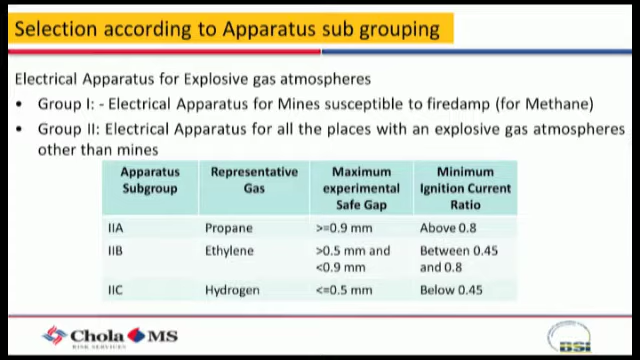 Selection according to Apparatus sub grouping
Electrical Apparatus for Explosive gas atmospheres
• Group I: - Electrical Apparatus for Mines susceptible to firedamp (for Methane)
• Group II: Electrical Apparatus for all the places with an explosive gas atmospheres
other than mines
Apparatus Subgroup Representative Gas Maximum experimental Safe Gap Minimum Ignition Current Ratio
IIA Propane >=0.9 mm Above 0.8
IIB Ethylene >0.5 mm and <0.9 mm Between 0.45 and 0.8
IIC Hydrogen <=0.5 mm Below 0.45
Chola MS
RISK SERVICES
BSI